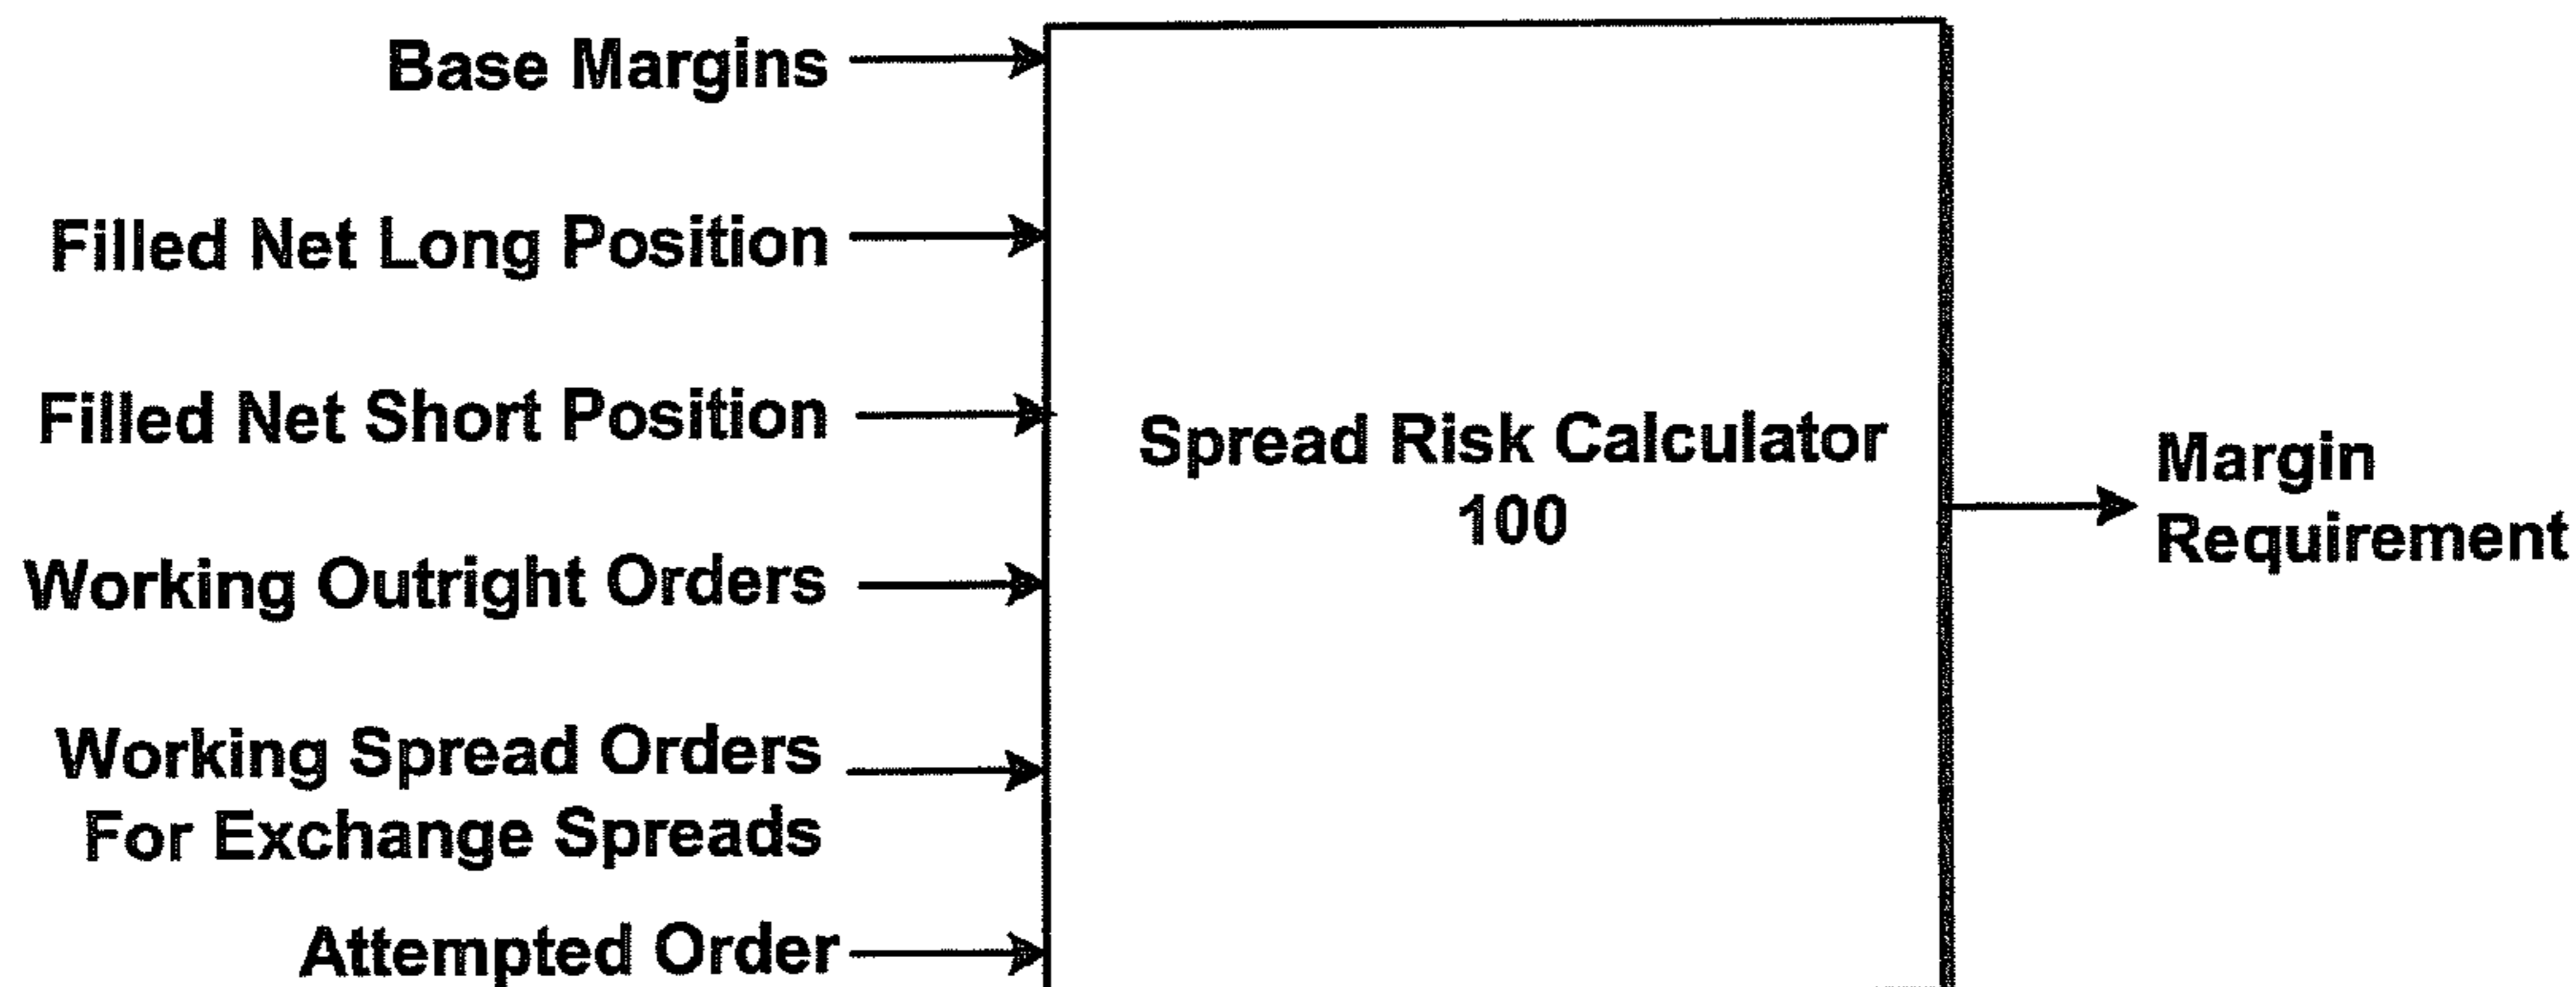 Base Margins
Filled Net Long Position
Filled Net Short Position
Working Outright Orders
Working Spread Orders
For Exchange Spreads
Attempted Order
Spread Risk Calculator
100
Margin
Requirement